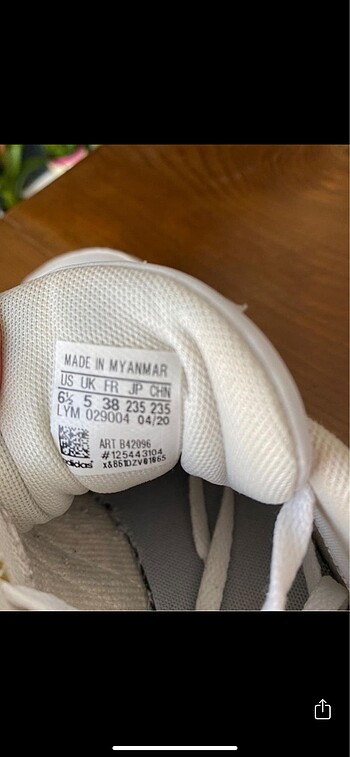 MADE IN MYANMAR
US UK FR JP CHN
6½ 5 38 235 235
LYM 029004 04/20
ART B42096
#125443104
adidas